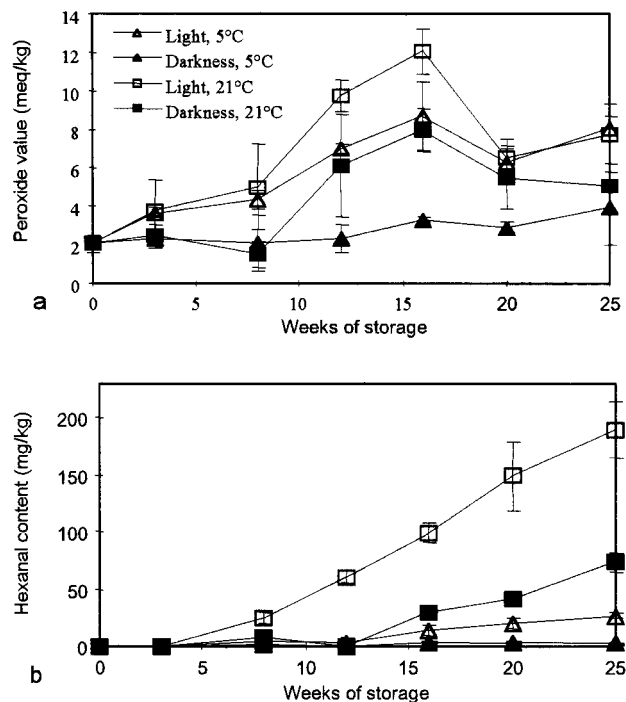 14
12
10
8
6
4
2
0
Peroxide value (meq/kg)
Light, 5°C
Darkness, 5°C
Light, 21°C
Darkness, 21°C
0 5 10 15 20 25
Weeks of storage
a
200
150
100
50
0
Hexanal content (mg/kg)
0 5 10 15 20 25
Weeks of storage
b